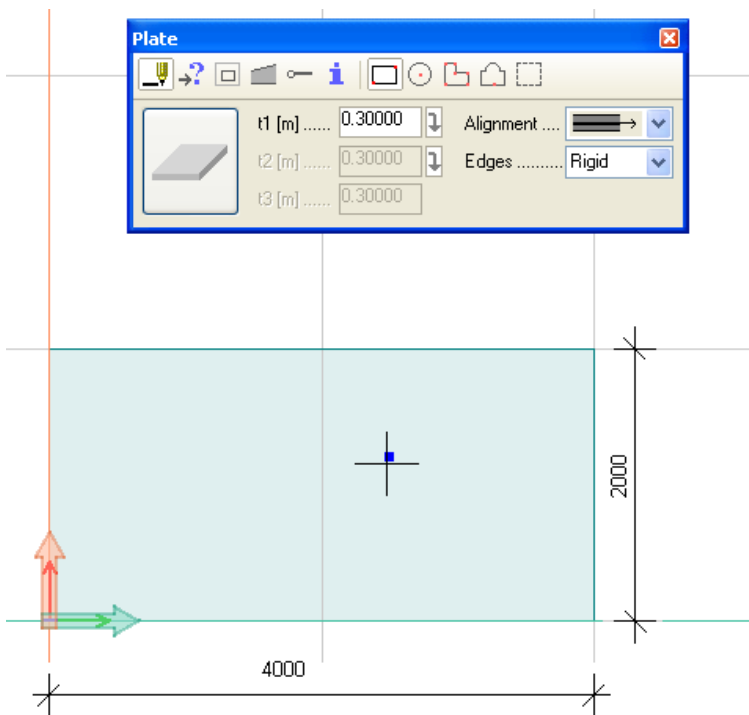 Plate
t1 [m] ...... 0.30000 Alignment ....
t2 [m] ...... 0.30000 Edges .......... Rigid
t3 [m] ...... 0.30000
2000
4000